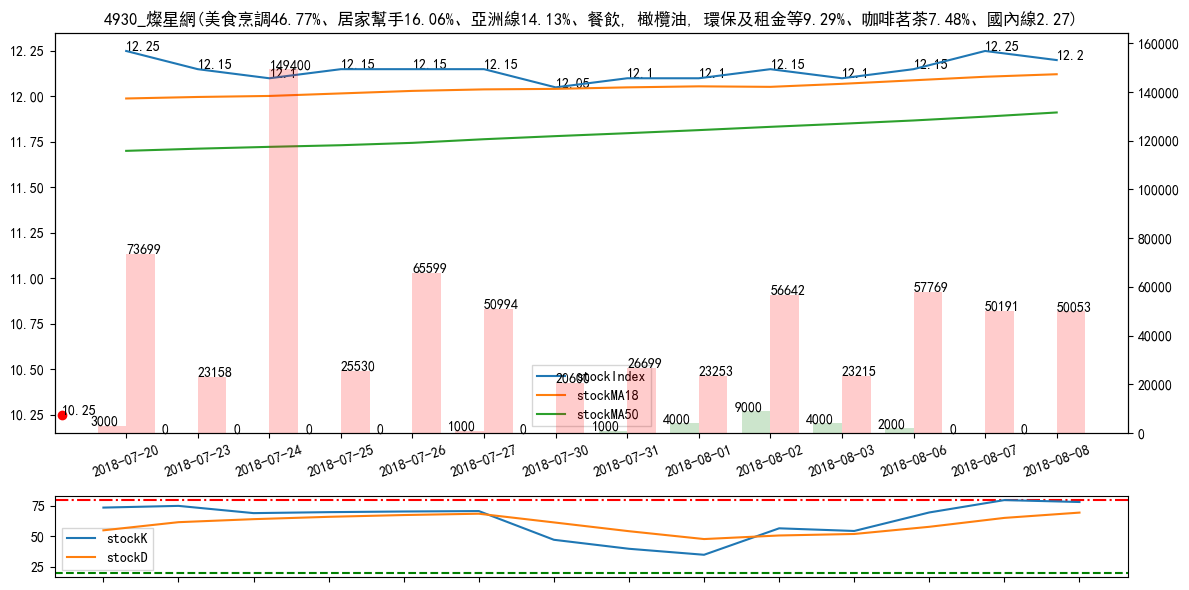 4930_燦星網(美食烹調46.77%、居家幫手16.06%、亞洲線14.13%、餐飲, 橄欖油, 環保及租金等9.29%、咖啡茗茶7.48%、國內線2.27)
12.25 12.00 11.75 11.50 11.25 11.00 10.75 10.50 10.25
160000 140000 120000 100000 80000 60000 40000 20000 0
12.25 12.15 12.1 12.15 12.15 12.15 12.05 12.1 12.1 12.15 12.1 12.15 12.25 12.2
10.25
73699 23158 149400 25530 65599 50994 20600 26699 23253 56642 23215 57769 50191 50053
3000 0 0 0 0 1000 0 1000 4000 9000 4000 2000 0 0
stockIndex
stockMA18
stockMA50
2018-07-20 2018-07-23 2018-07-24 2018-07-25 2018-07-26 2018-07-27 2018-07-30 2018-07-31 2018-08-01 2018-08-02 2018-08-03 2018-08-06 2018-08-07 2018-08-08
75 50 25
stockK
stockD